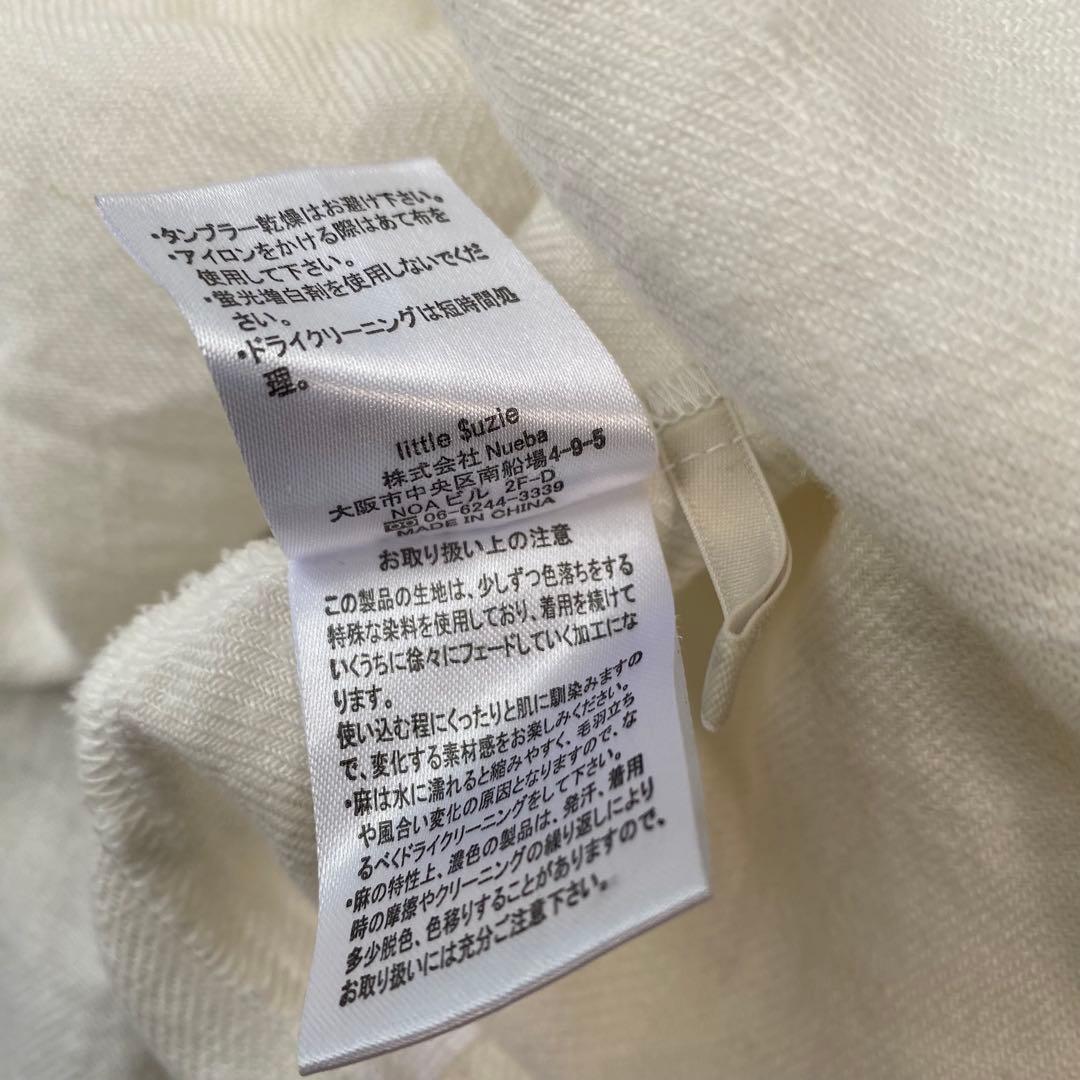 ・タンブラー乾燥はお避け下さい。
・アイロンをかける際はあて布を
使用して下さい。
・蛍光増白剤を使用しないでくだ
さい。
・ドライクリーニングは短時間処
理。
little $uzie
株式会社 Nueba
大阪市中央区南船場4-9-5
NOAビル 2F-D
06-6244-3339
MADE IN CHINA
お取り扱い上の注意
この製品の生地は、少しずつ色落ちをする
特殊な染料を使用しており、着用を続けて
いくうちに徐々にフェードしていく加工にな
ります。
使い込む程にくったりと肌に馴染みますの
で、変化する素材感をお楽しみください。
・麻は水に濡れると縮みやすく、毛羽立ち
や風合い変化の原因となりますので、な
るべくドライクリーニングをして下さい。
・麻の特性上、濃色の製品は、発汗、着用
時の摩擦やクリーニングの繰り返しにより
多少脱色、色移りすることがありますので、
お取り扱いには充分ご注意下さい。